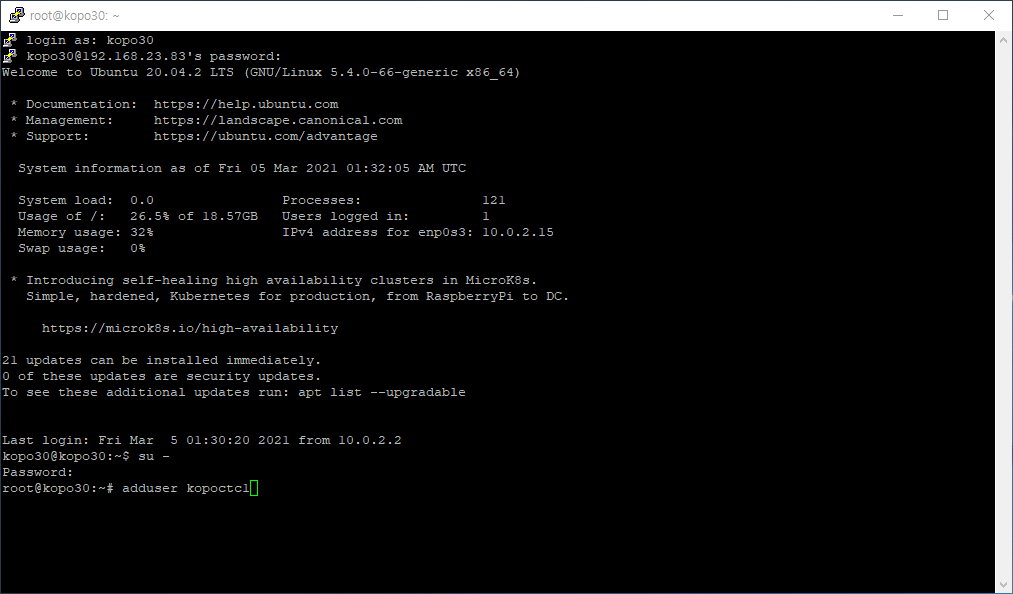 root@kopo30: ~
login as: kopo30
kopo30@192.168.23.83's password:
Welcome to Ubuntu 20.04.2 LTS (GNU/Linux 5.4.0-66-generic x86_64)
* Documentation:  https://help.ubuntu.com
* Management:     https://landscape.canonical.com
* Support:        https://ubuntu.com/advantage
System information as of Fri 05 Mar 2021 01:32:05 AM UTC
System load:  0.0                Processes:               121
Usage of /:   26.5% of 18.57GB   Users logged in:         1
Memory usage: 32%                IPv4 address for enp0s3: 10.0.2.15
Swap usage:   0%
* Introducing self-healing high availability clusters in MicroK8s.
Simple, hardened, Kubernetes for production, from RaspberryPi to DC.
https://microk8s.io/high-availability
21 updates can be installed immediately.
0 of these updates are security updates.
To see these additional updates run: apt list --upgradable
Last login: Fri Mar  5 01:30:20 2021 from 10.0.2.2
kopo30@kopo30:~$ su -
Password:
root@kopo30:~# adduser kopoctcl